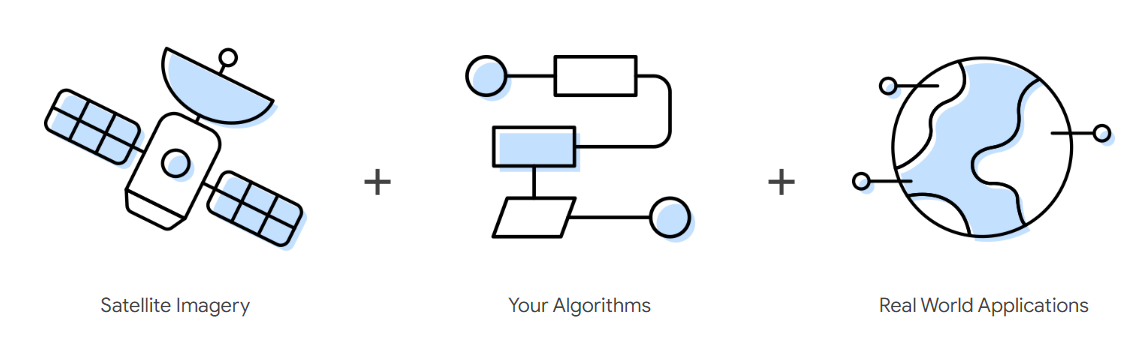 +
+
Satellite Imagery
Your Algorithms
Real World Applications